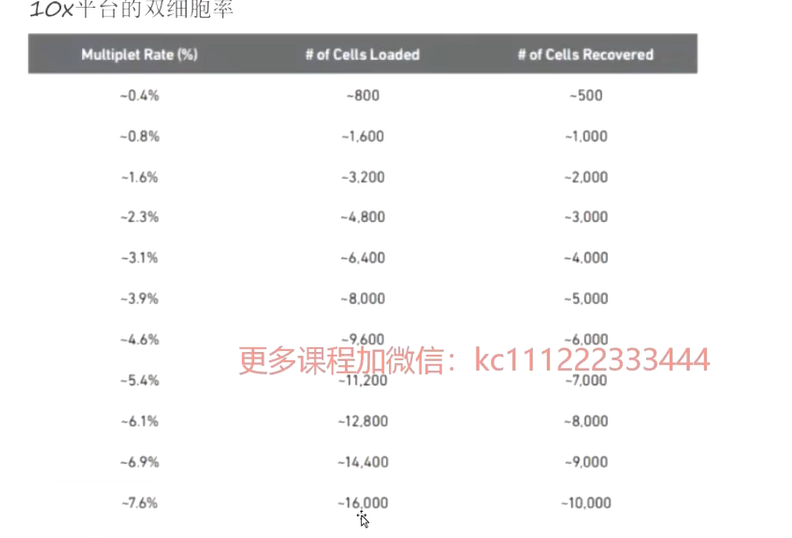 10x平台的双细胞率
Multiplet Rate (%) # of Cells Loaded # of Cells Recovered
~0.4% ~800 ~500
~0.8% ~1,600 ~1,000
~1.6% ~3,200 ~2,000
~2.3% ~4,800 ~3,000
~3.1% ~6,400 ~4,000
~3.9% ~8,000 ~5,000
~4.6% ~9,600 ~6,000
更多课程加微信：kc111222333444
~5.4% ~11,200 ~7,000
~6.1% ~12,800 ~8,000
~6.9% ~14,400 ~9,000
~7.6% ~16,000 ~10,000